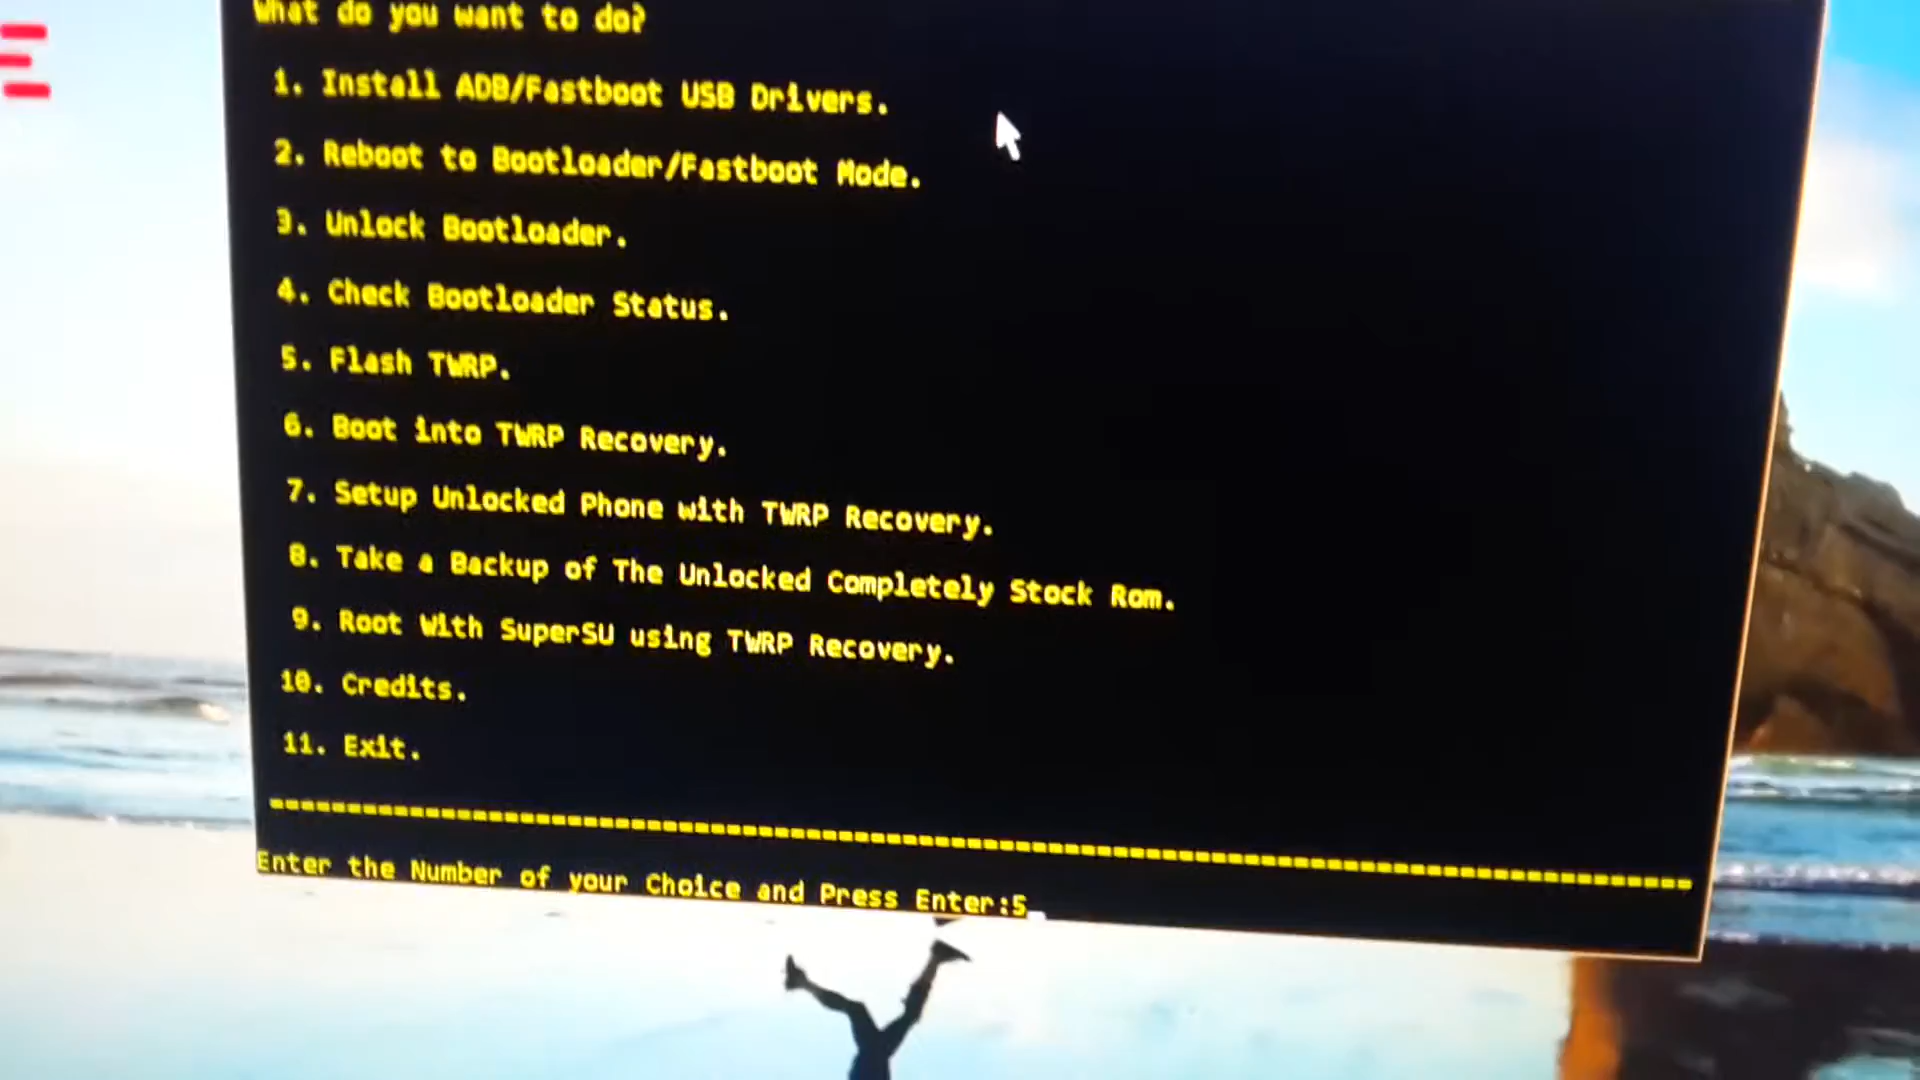 What do you want to do?
1. Install ADB/Fastboot USB Drivers.
2. Reboot to Bootloader/Fastboot Mode.
3. Unlock Bootloader.
4. Check Bootloader Status.
5. Flash TWRP.
6. Boot into TWRP Recovery.
7. Setup Unlocked Phone with TWRP Recovery.
8. Take a Backup of The Unlocked Completely Stock Rom.
9. Root With SuperSU using TWRP Recovery.
10. Credits.
11. Exit.
Enter the Number of your Choice and Press Enter:5